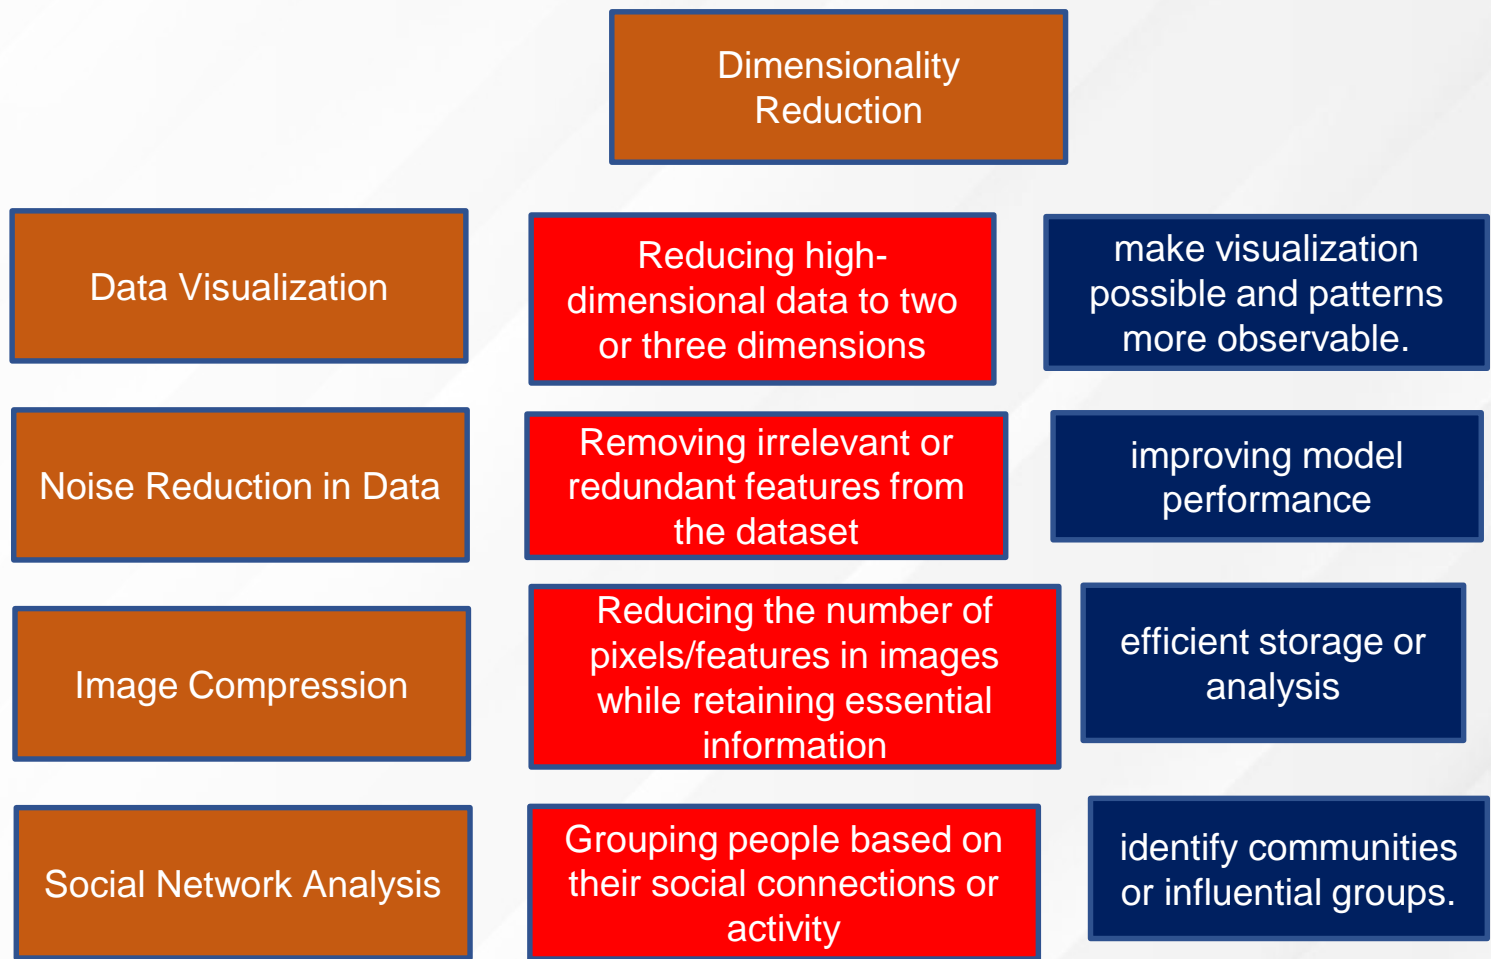 Dimensionality
Reduction
Data Visualization
Reducing high-
dimensional data to two
or three dimensions
make visualization
possible and patterns
more observable.
Noise Reduction in Data
Removing irrelevant or
redundant features from
the dataset
improving model
performance
Image Compression
Reducing the number of
pixels/features in images
while retaining essential
information
efficient storage or
analysis
Social Network Analysis
Grouping people based on
their social connections or
activity
identify communities
or influential groups.